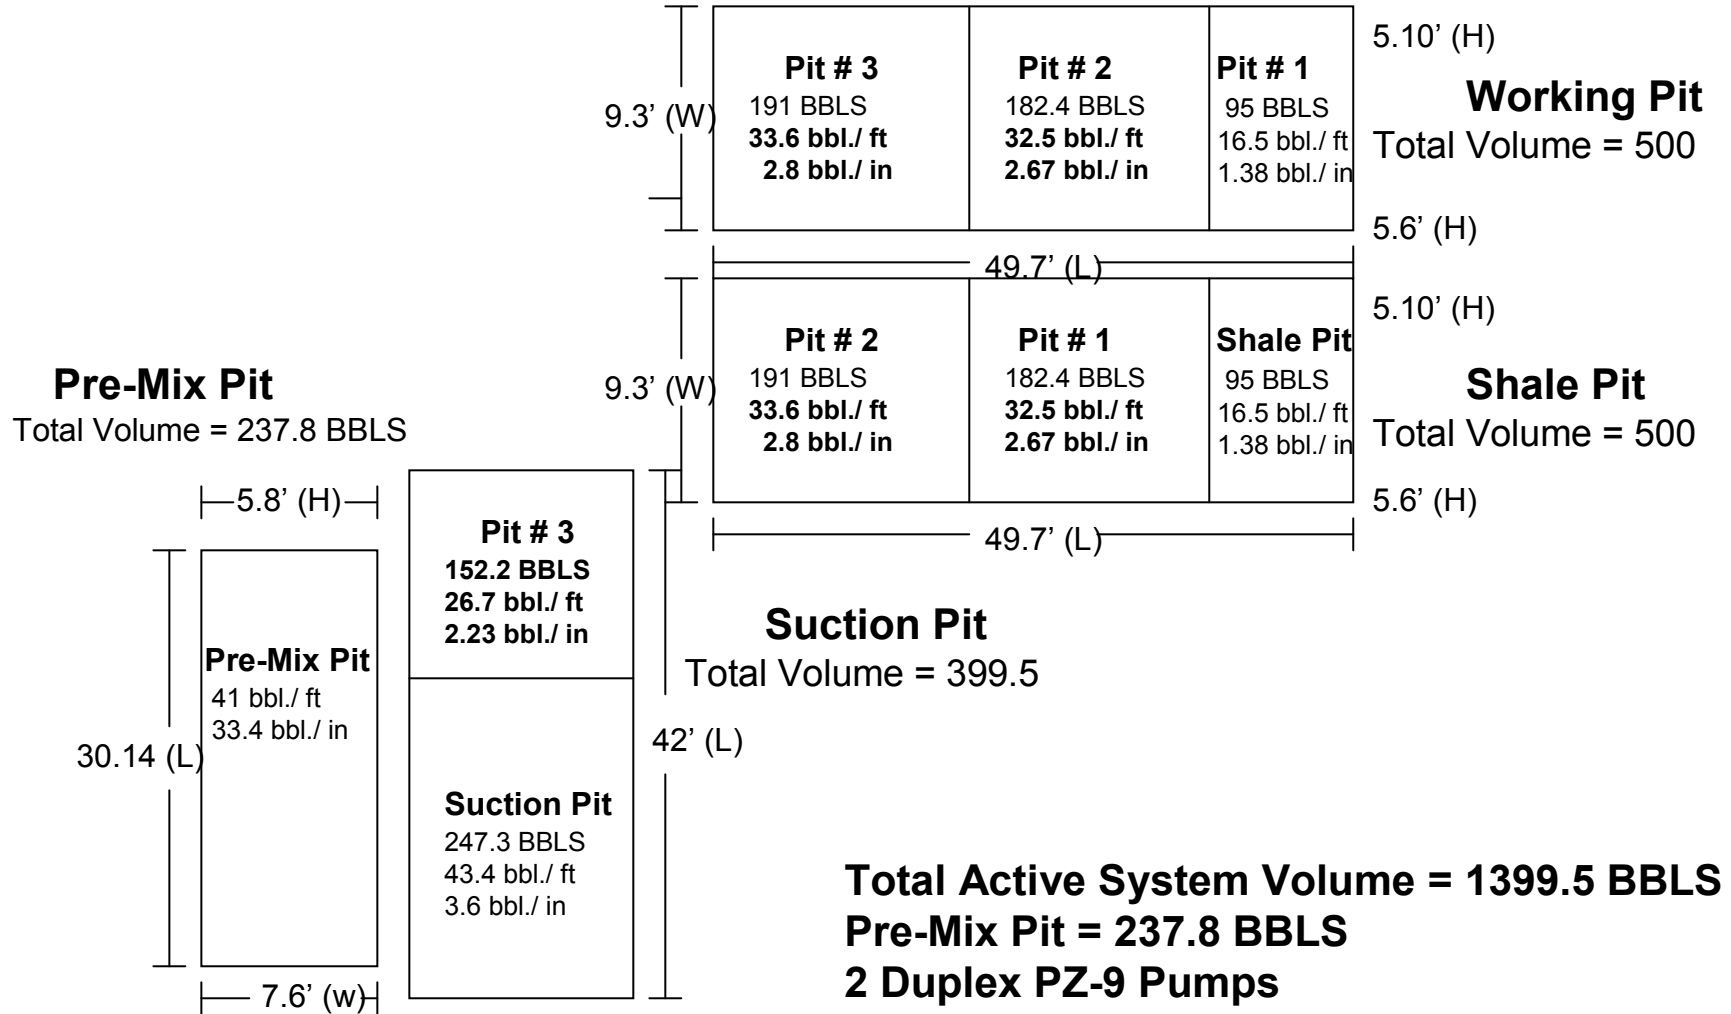 5.10’ (H)
Pit # 3
191 BBLS
33.6 bbl./ ft
2.8 bbl./ in
Pit # 2
182.4 BBLS
32.5 bbl./ ft
2.67 bbl./ in
Pit # 1
95 BBLS
16.5 bbl./ ft
1.38 bbl./ in
Working Pit
Total Volume = 500
9.3’ (W)
5.6’ (H)
49.7’ (L)
5.10’ (H)
Pit # 2
191 BBLS
33.6 bbl./ ft
2.8 bbl./ in
Pit # 1
182.4 BBLS
32.5 bbl./ ft
2.67 bbl./ in
Shale Pit
95 BBLS
16.5 bbl./ ft
1.38 bbl./ in
Shale Pit
Total Volume = 500
9.3’ (W)
5.6’ (H)
49.7’ (L)
Pre-Mix Pit
Total Volume = 237.8 BBLS
5.8’ (H)
Pre-Mix Pit
41 bbl./ ft
33.4 bbl./ in
30.14 (L)
7.6’ (w)
Pit # 3
152.2 BBLS
26.7 bbl./ ft
2.23 bbl./ in
Suction Pit
Total Volume = 399.5
42’ (L)
Suction Pit
247.3 BBLS
43.4 bbl./ ft
3.6 bbl./ in
Total Active System Volume = 1399.5 BBLS
Pre-Mix Pit = 237.8 BBLS
2 Duplex PZ-9 Pumps